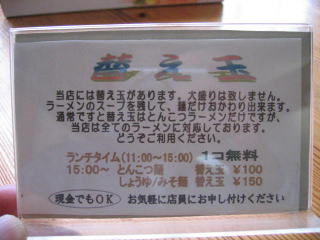 替え玉
当店には替え玉があります。大盛りは致しません。
ラーメンのスープを残して、麺だけおかわり出来ます。
通常ですと替え玉はとんこつラーメンだけですが、
当店は全てのラーメンに対応しております。
どうぞご利用ください。
ランチタイム(11:00~15:00) 1コ無料
15:00~ とんこつ麺 替え玉 ¥100
しょうゆ/みそ麺 替え玉 ¥150
現金でもOK お気軽に店員にお申し付けください